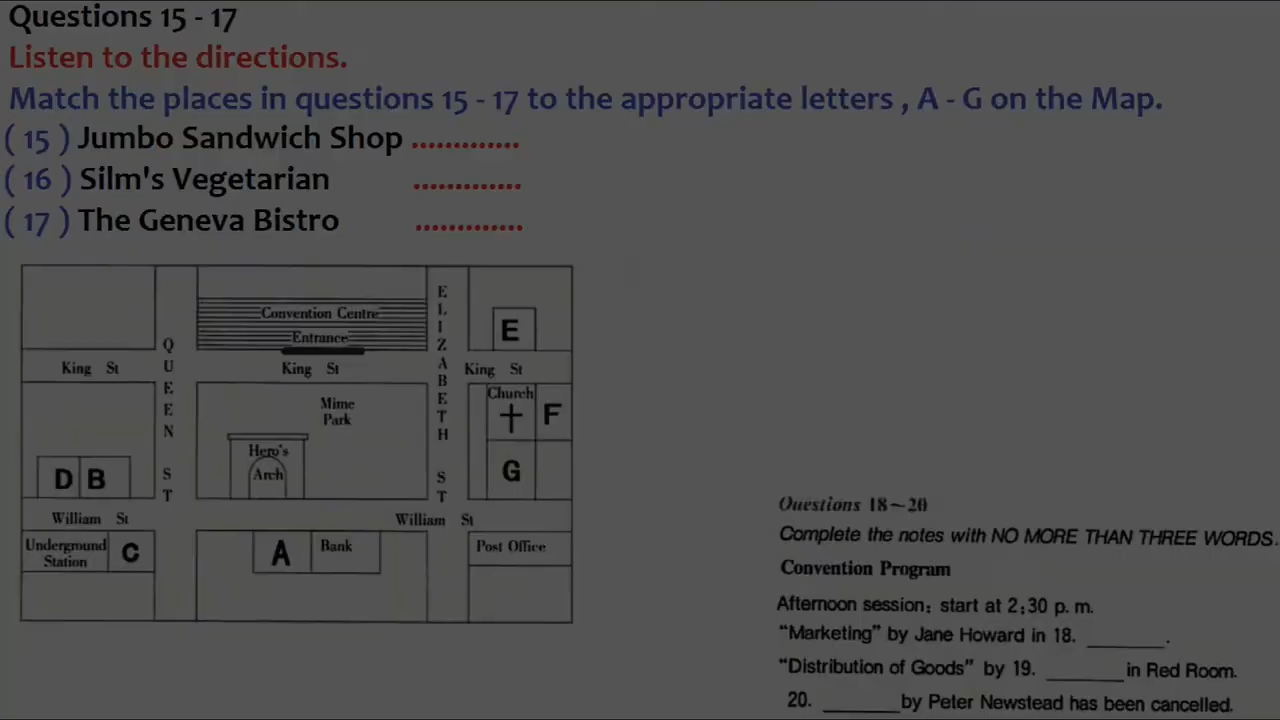 Questions 15 - 17
Listen to the directions.
Match the places in questions 15 - 17 to the appropriate letters , A - G on the Map.
( 15 ) Jumbo Sandwich Shop .............
( 16 ) Silm's Vegetarian .............
( 17 ) The Geneva Bistro .............
Convention Centre
Entrance
ELIZABETH ST
E
QUEEN ST
King St
King St
King St
Mime
Park
Church
F
Hero's
Arch
G
D B
William St
William St
Underground
Station
C
A
Bank
Post Office
Questions 18~20
Complete the notes with NO MORE THAN THREE WORDS.
Convention Program
Afternoon session: start at 2:30 p. m.
"Marketing" by Jane Howard in 18. ________.
"Distribution of Goods" by 19. ________ in Red Room.
20. ________ by Peter Newstead has been cancelled.